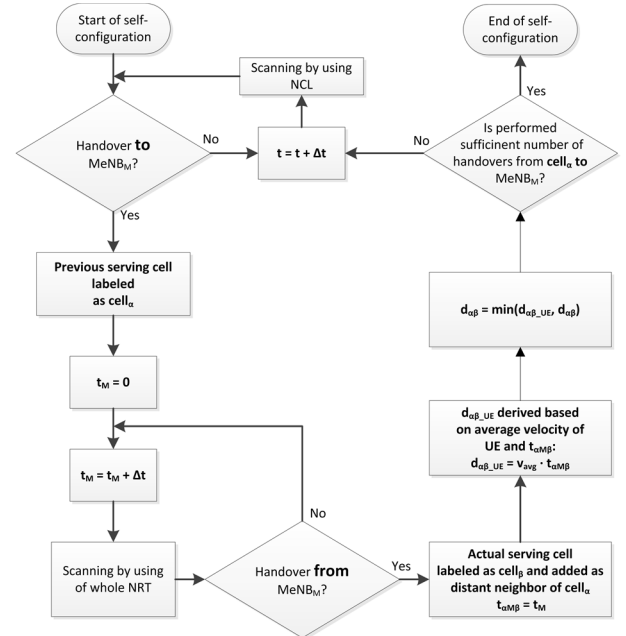 Start of self-
configuration
End of self-
configuration
Scanning by using
NCL
Yes
Handover to
MeNB_M?
No
t = t + Δt
No
Is performed
sufficinent number of
handovers from cell_α to
MeNB_M?
Yes
Previous serving cell
labeled
as cell_α
t_M = 0
t_M = t_M + Δt
Scanning by using
of whole NRT
No
Handover from
MeNB_M?
Yes
Actual serving cell
labeled as cell_β and added as
distant neighbor of cell_α
t_αMβ = t_M
d_αβ_UE derived based
on average velocity of
UE and t_αMβ:
d_αβ_UE = v_avg · t_αMβ
d_αβ = min(d_αβ_UE, d_αβ)